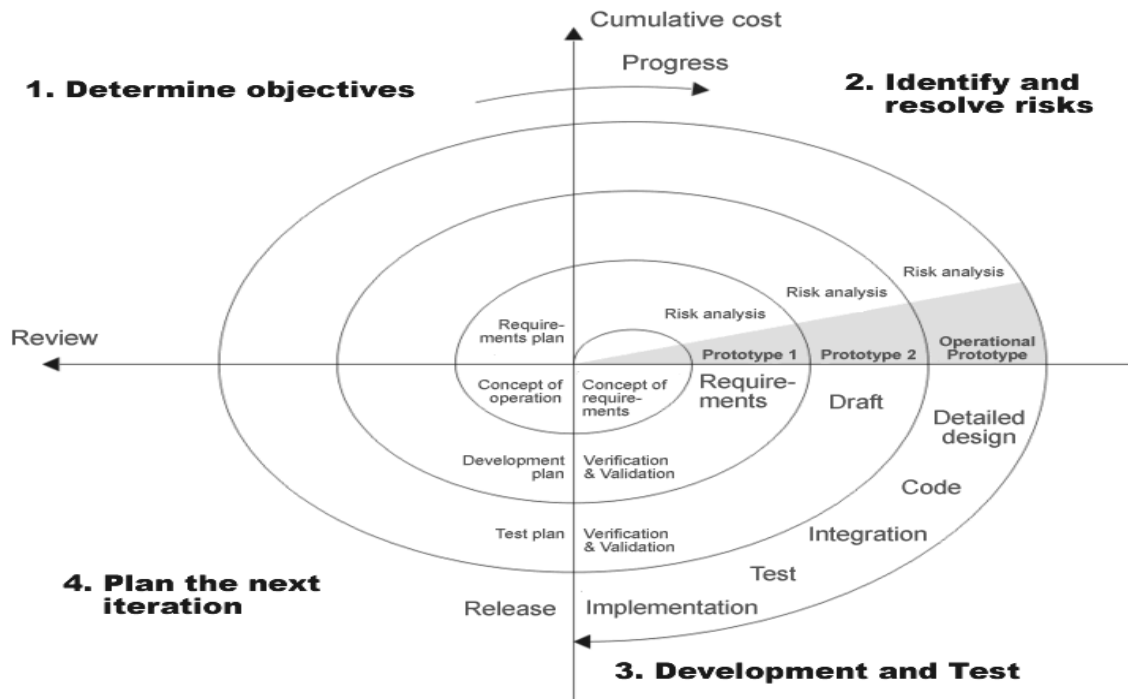 Cumulative cost
Progress
1. Determine objectives
2. Identify and
resolve risks
Risk analysis
Risk analysis
Risk analysis
Review
Require-
ments plan
Prototype 1
Prototype 2
Operational
Prototype
Concept of
operation
Concept of
require-
ments
Require-
ments
Draft
Detailed
design
Development
plan
Verification
& Validation
Code
Test plan
Verification
& Validation
Integration
Test
4. Plan the next
iteration
Release
Implementation
3. Development and Test